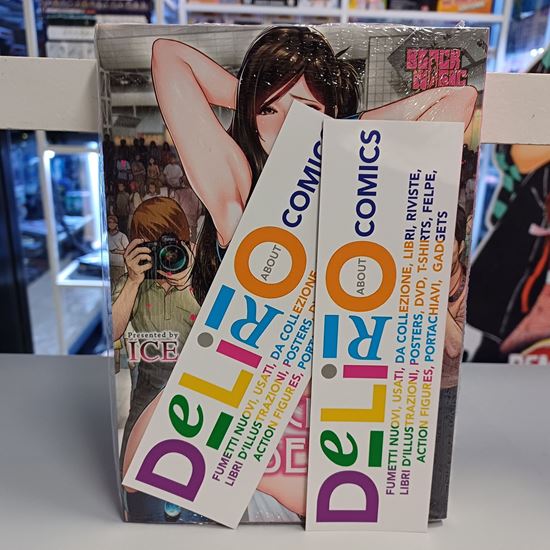 BLACK
MAGIC
Presented by
ICE
DeLiRiO
ABOUT
COMICS
FUMETTI NUOVI, USATI, DA COLLEZIONE,
LIBRI D'ILLUSTRAZIONI, POSTERS,
ACTION FIGURES,
DeLiRiO
ABOUT
COMICS
FUMETTI NUOVI, USATI, DA COLLEZIONE, LIBRI, RIVISTE,
LIBRI D'ILLUSTRAZIONI, POSTERS, DVD, T-SHIRTS, FELPE,
ACTION FIGURES, PORTACHIAVI, GADGETS